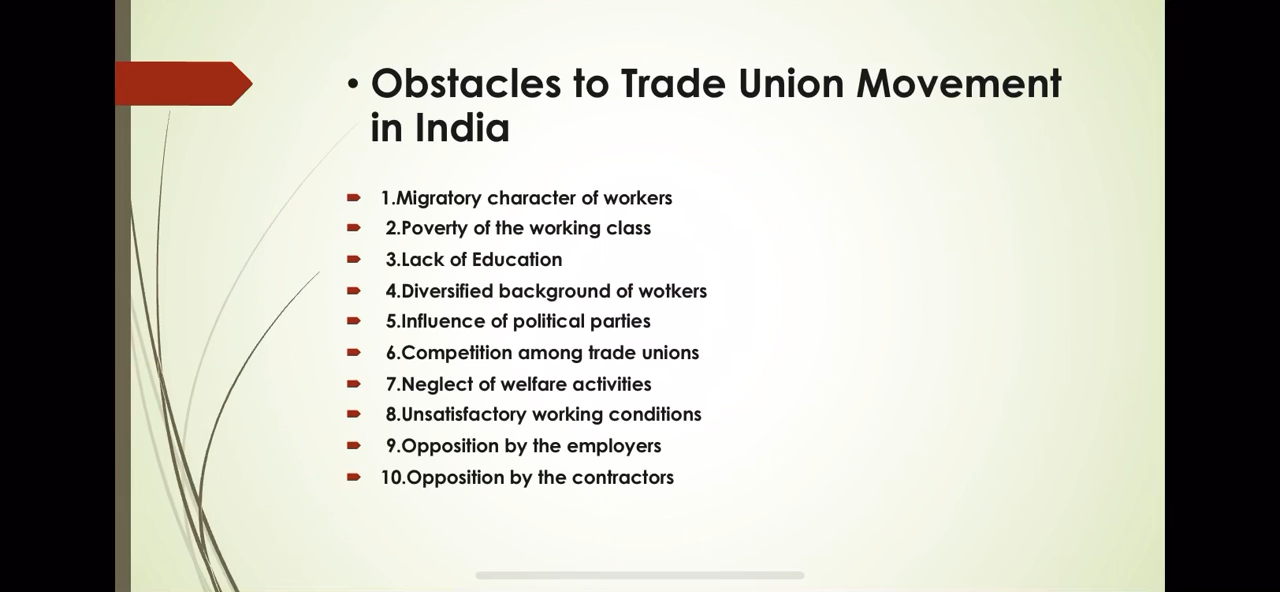 • Obstacles to Trade Union Movement
in India
1.Migratory character of workers
2.Poverty of the working class
3.Lack of Education
4.Diversified background of wotkers
5.Influence of political parties
6.Competition among trade unions
7.Neglect of welfare activities
8.Unsatisfactory working conditions
9.Opposition by the employers
10.Opposition by the contractors